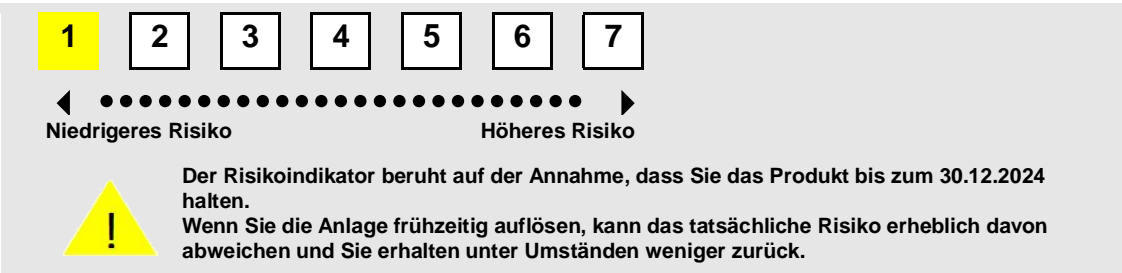 1 2 3 4 5 6 7
Niedrigeres Risiko Höheres Risiko
Der Risikoindikator beruht auf der Annahme, dass Sie das Produkt bis zum 30.12.2024
halten.
Wenn Sie die Anlage frühzeitig auflösen, kann das tatsächliche Risiko erheblich davon
abweichen und Sie erhalten unter Umständen weniger zurück.
!